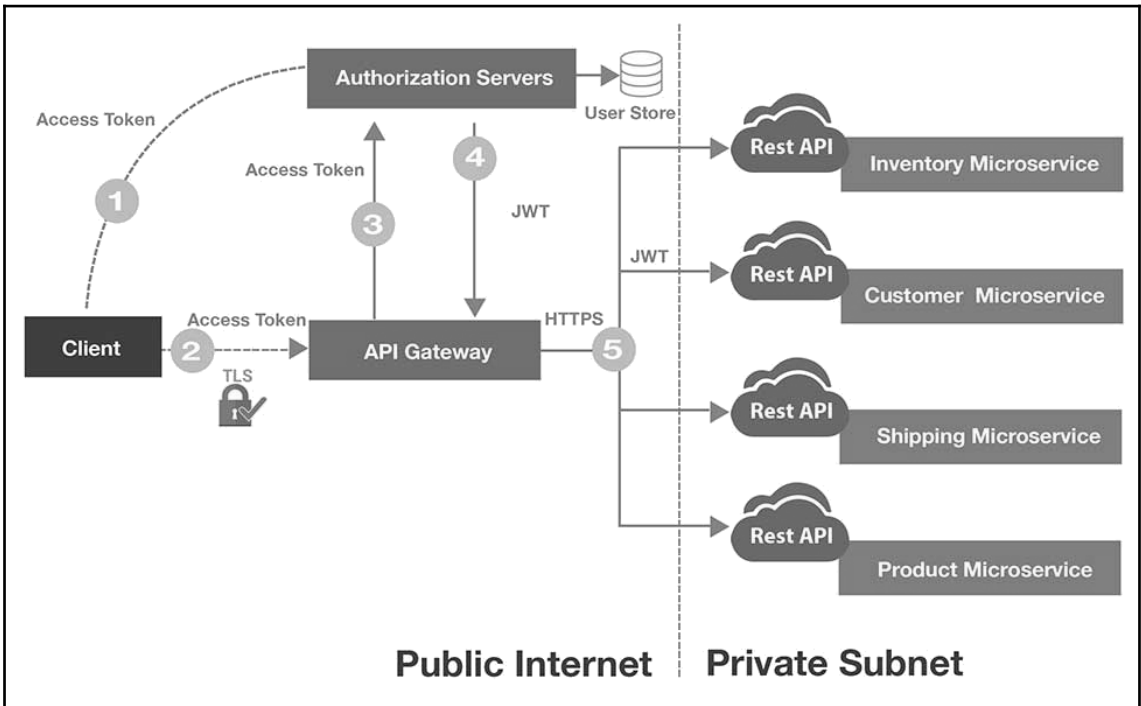 Authorization Servers
User Store
Access Token
1
Access Token
3
4
JWT
Client
Access Token
2
TLS
API Gateway
HTTPS
5
JWT
Rest API
Inventory Microservice
Rest API
Customer Microservice
Rest API
Shipping Microservice
Rest API
Product Microservice
Public Internet
Private Subnet